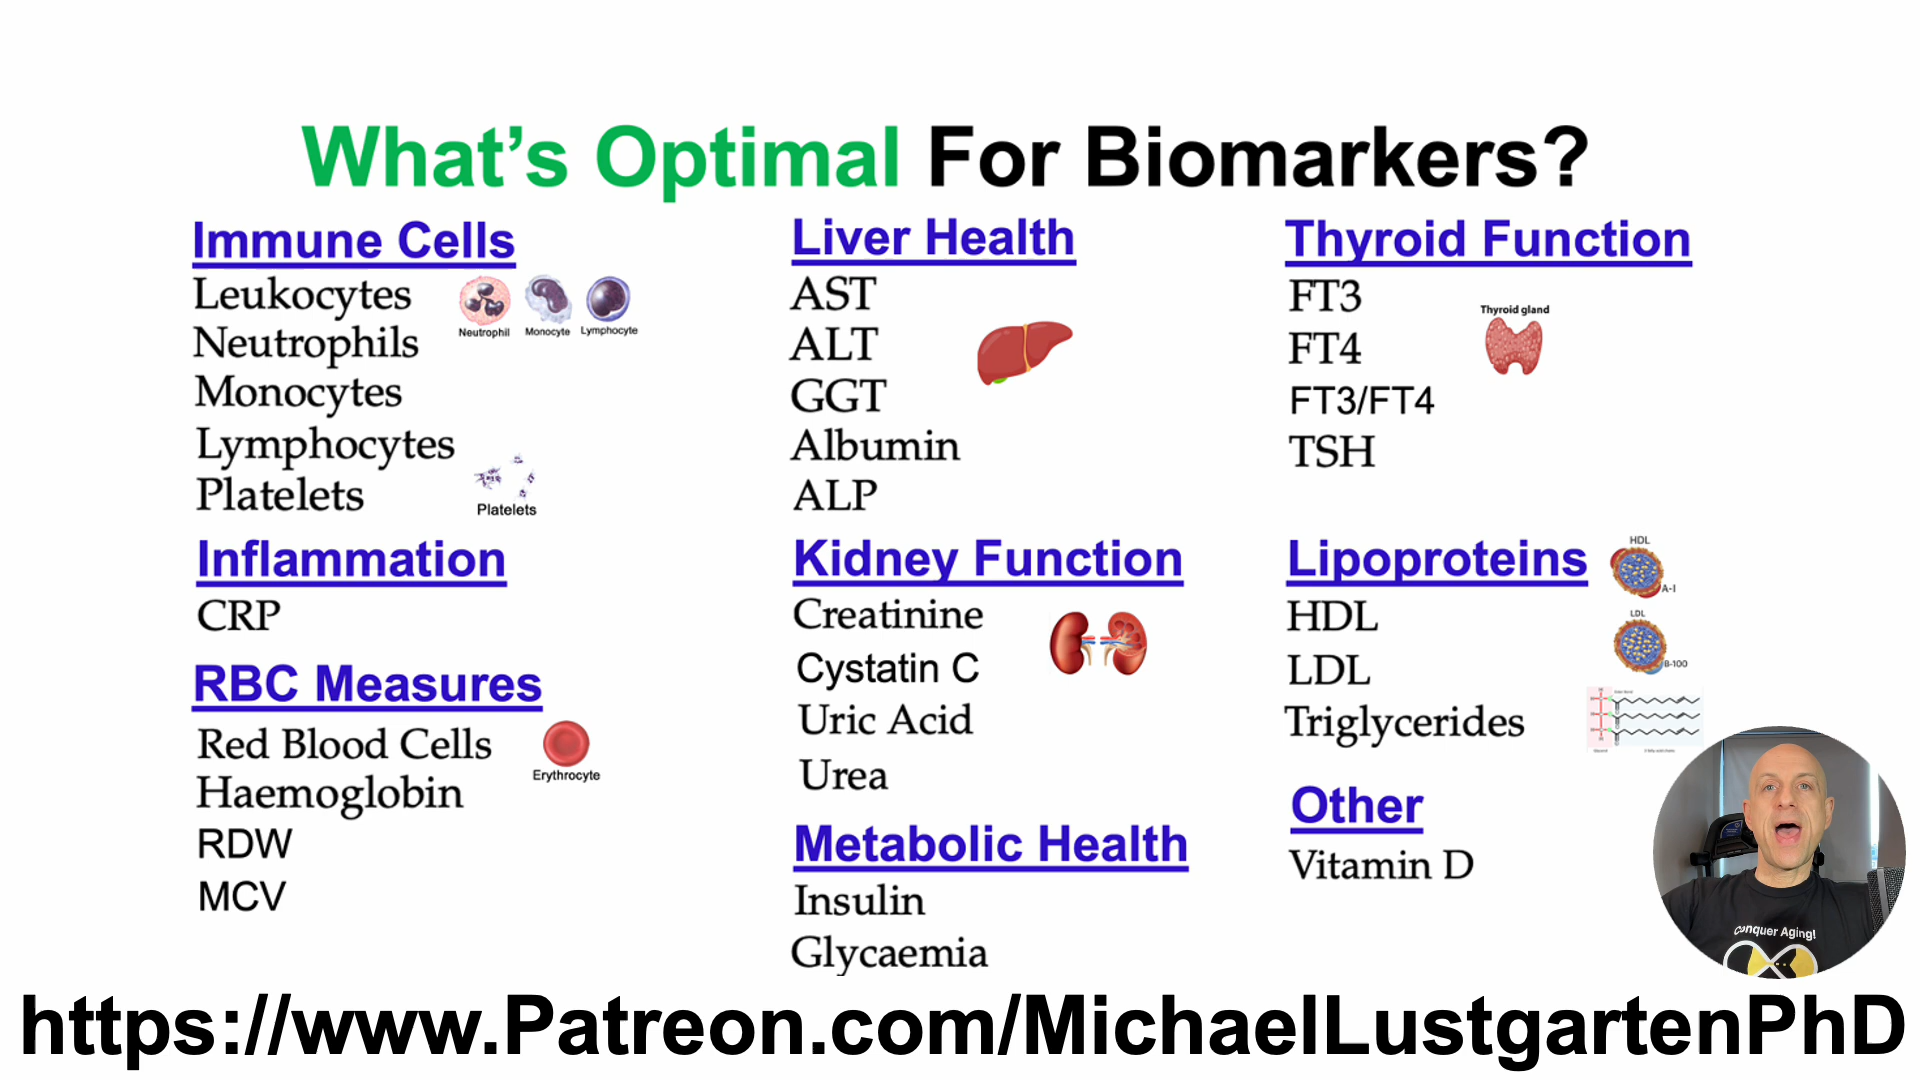 What's Optimal For Biomarkers?
Immune Cells
Leukocytes
Neutrophils
Monocytes
Lymphocytes
Platelets
Neutrophil
Monocyte
Lymphocyte
Platelets
Inflammation
CRP
RBC Measures
Red Blood Cells
Haemoglobin
RDW
MCV
Erythrocyte
Liver Health
AST
ALT
GGT
Albumin
ALP
Kidney Function
Creatinine
Cystatin C
Uric Acid
Urea
Metabolic Health
Insulin
Glycaemia
Thyroid Function
FT3
FT4
FT3/FT4
TSH
Thyroid gland
Lipoproteins
HDL
LDL
Triglycerides
HDL
A-I
LDL
B-100
Other
Vitamin D
Conquer Aging!
https://www.Patreon.com/MichaelLustgartenPhD